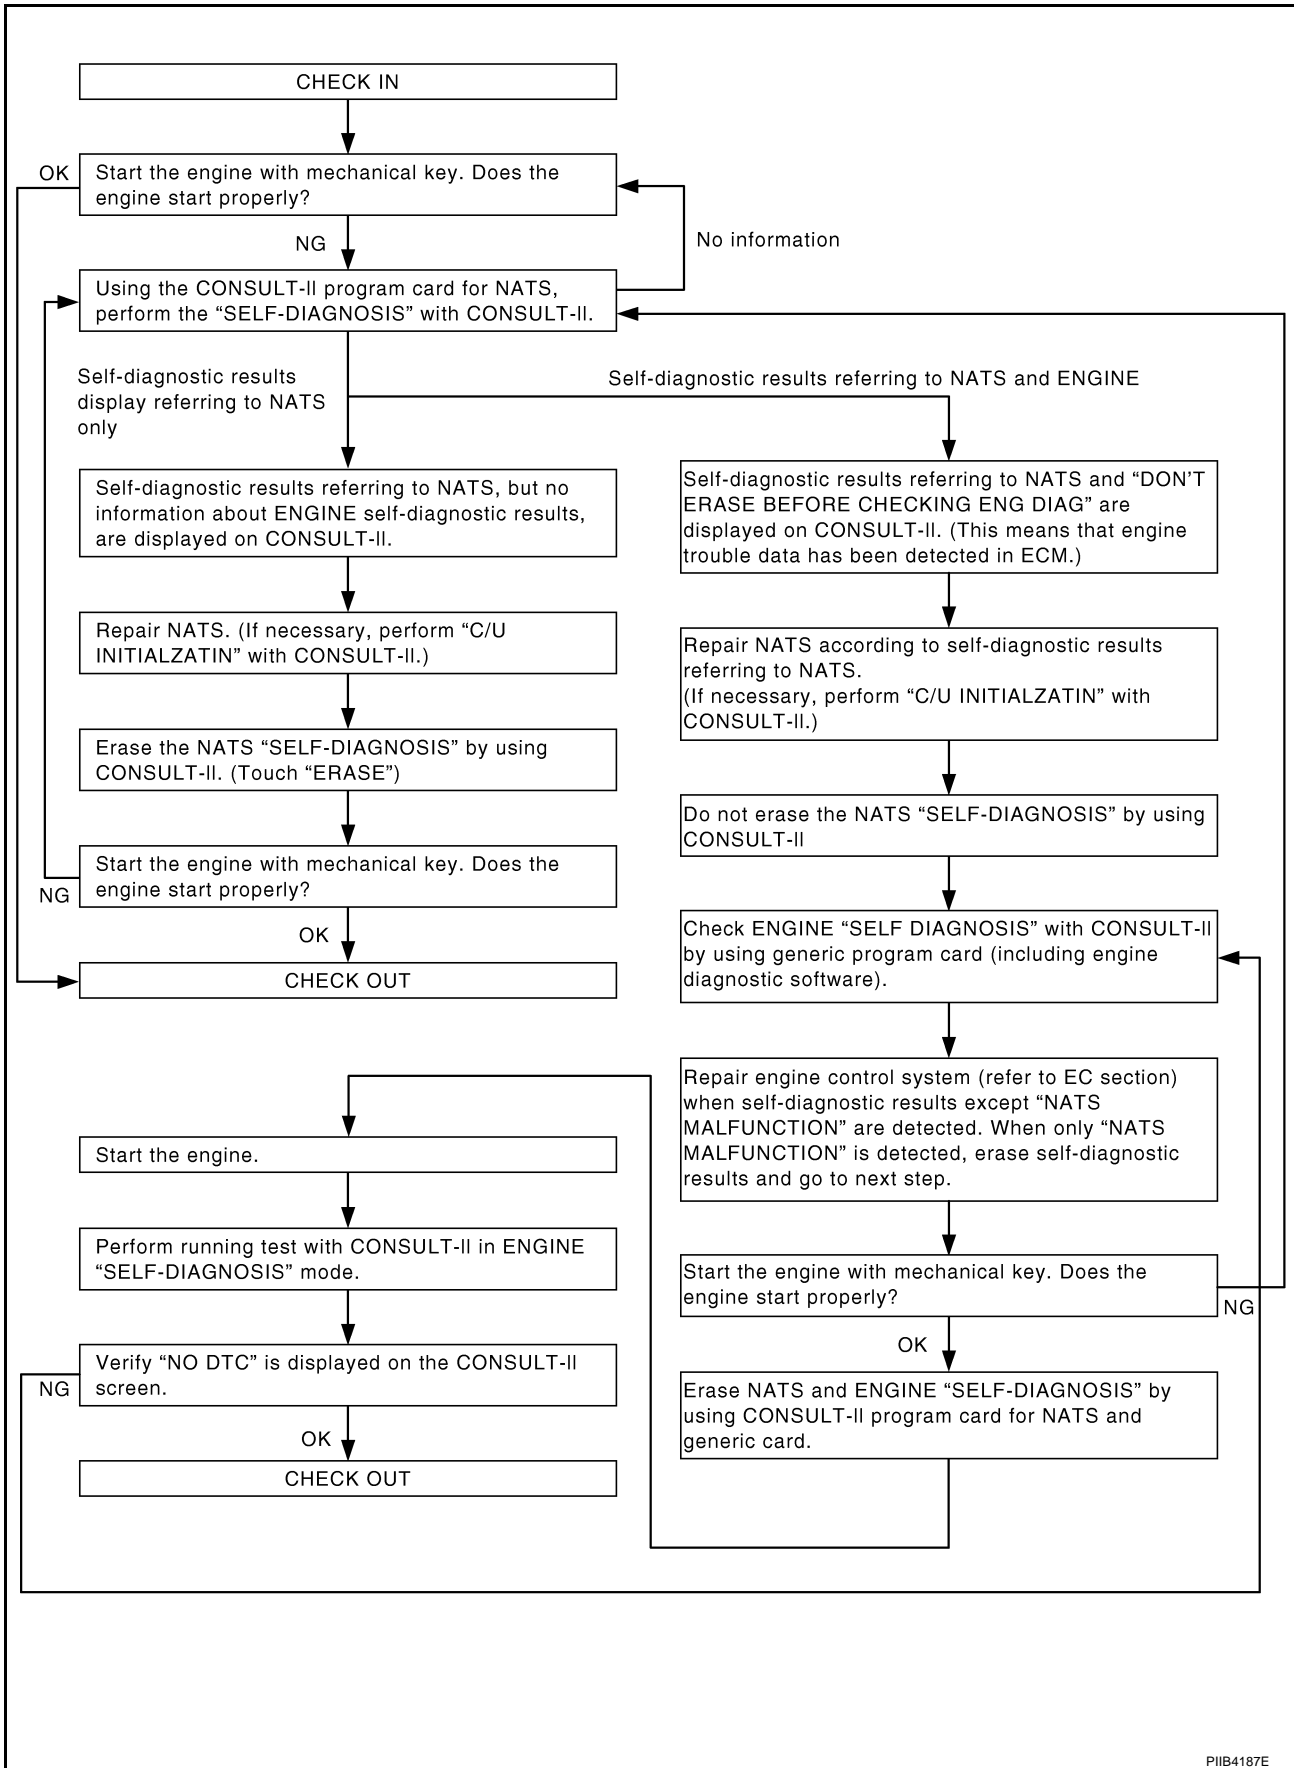 CHECK IN
OK
Start the engine with mechanical key. Does the
engine start properly?
NG
No information
Using the CONSULT-II program card for NATS,
perform the “SELF-DIAGNOSIS” with CONSULT-II.
Self-diagnostic results
display referring to NATS
only
Self-diagnostic results referring to NATS and ENGINE
Self-diagnostic results referring to NATS, but no
information about ENGINE self-diagnostic results,
are displayed on CONSULT-II.
Repair NATS. (If necessary, perform “C/U
INITIALZATIN” with CONSULT-II.)
Erase the NATS “SELF-DIAGNOSIS” by using
CONSULT-II. (Touch “ERASE”)
Start the engine with mechanical key. Does the
engine start properly?
NG
OK
CHECK OUT
Self-diagnostic results referring to NATS and “DON’T
ERASE BEFORE CHECKING ENG DIAG” are
displayed on CONSULT-II. (This means that engine
trouble data has been detected in ECM.)
Repair NATS according to self-diagnostic results
referring to NATS.
(If necessary, perform “C/U INITIALZATIN” with
CONSULT-II.)
Do not erase the NATS “SELF-DIAGNOSIS” by using
CONSULT-II
Check ENGINE “SELF DIAGNOSIS” with CONSULT-II
by using generic program card (including engine
diagnostic software).
Repair engine control system (refer to EC section)
when self-diagnostic results except “NATS
MALFUNCTION” are detected. When only “NATS
MALFUNCTION” is detected, erase self-diagnostic
results and go to next step.
Start the engine with mechanical key. Does the
engine start properly?
NG
OK
Erase NATS and ENGINE “SELF-DIAGNOSIS” by
using CONSULT-II program card for NATS and
generic card.
Start the engine.
Perform running test with CONSULT-II in ENGINE
“SELF-DIAGNOSIS” mode.
Verify “NO DTC” is displayed on the CONSULT-II
screen.
NG
OK
CHECK OUT
PIIB4187E